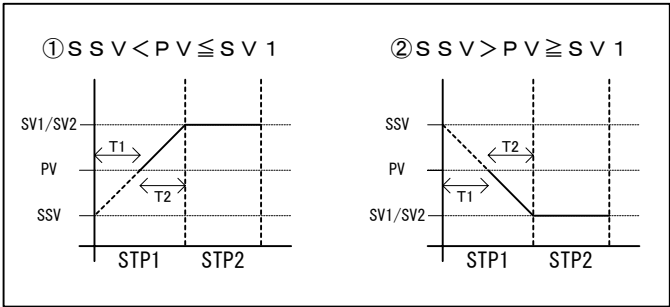 ①ＳＳＶ＜ＰＶ≦ＳＶ１
SV1/SV2
PV
SSV
T1
T2
STP1 STP2
②ＳＳＶ＞ＰＶ≧ＳＶ１
SSV
PV
SV1/SV2
T2
T1
STP1 STP2